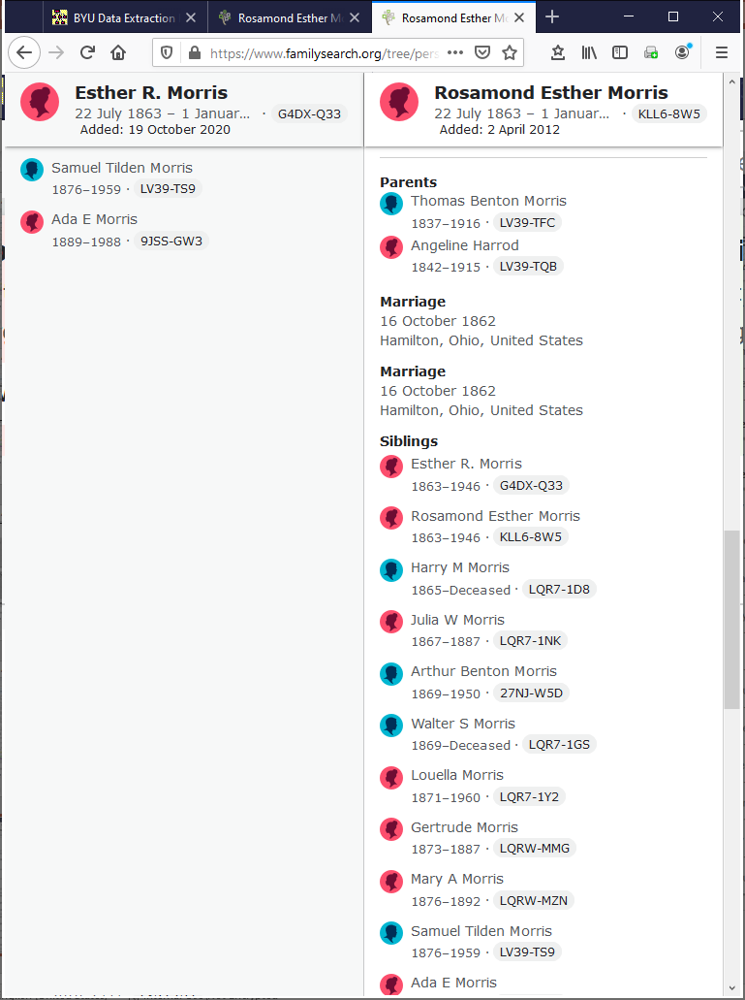 BYU Data Extraction
Rosamond Esther Mo
Rosamond Esther Mo
https://www.familysearch.org/tree/pers
Esther R. Morris
22 July 1863 – 1 Januar... · G4DX-Q33
Added: 19 October 2020
Samuel Tilden Morris
1876–1959 · LV39-TS9
Ada E Morris
1889–1988 · 9JSS-GW3
Rosamond Esther Morris
22 July 1863 – 1 Januar... · KLL6-8W5
Added: 2 April 2012
Parents
Thomas Benton Morris
1837–1916 · LV39-TFC
Angeline Harrod
1842–1915 · LV39-TQB
Marriage
16 October 1862
Hamilton, Ohio, United States
Marriage
16 October 1862
Hamilton, Ohio, United States
Siblings
Esther R. Morris
1863–1946 · G4DX-Q33
Rosamond Esther Morris
1863–1946 · KLL6-8W5
Harry M Morris
1865–Deceased · LQR7-1D8
Julia W Morris
1867–1887 · LQR7-1NK
Arthur Benton Morris
1869–1950 · 27NJ-W5D
Walter S Morris
1869–Deceased · LQR7-1GS
Louella Morris
1871–1960 · LQR7-1Y2
Gertrude Morris
1873–1887 · LQRW-MMG
Mary A Morris
1876–1892 · LQRW-MZN
Samuel Tilden Morris
1876–1959 · LV39-TS9
Ada E Morris